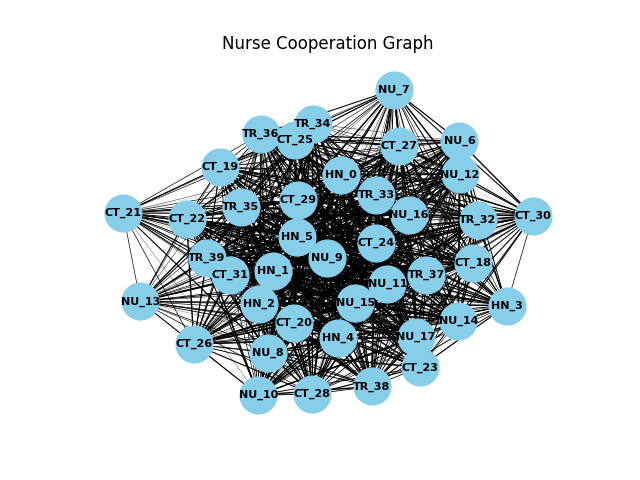 Nurse Cooperation Graph
NU_7
TR_34
TR_36
CT_25
NU_6
CT_27
CT_19
HN_0
NU_12
TR_33
CT_29
TR_35
CT_21
NU_16
CT_30
CT_22
TR_32
HN_5
CT_24
TR_39
NU_9
CT_18
HN_1
CT_31
TR_37
NU_11
NU_13
HN_2
NU_15
HN_3
CT_20
NU_14
HN_4
NU_17
CT_26
NU_8
CT_23
TR_38
NU_10
CT_28